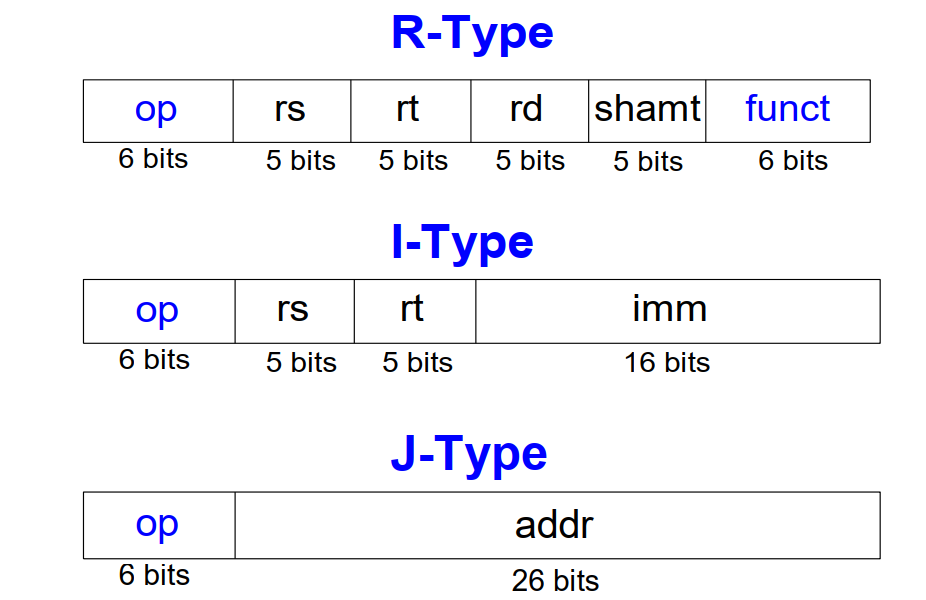 R-Type
op rs rt rd shamt funct
6 bits 5 bits 5 bits 5 bits 5 bits 6 bits
I-Type
op rs rt imm
6 bits 5 bits 5 bits 16 bits
J-Type
op addr
6 bits 26 bits